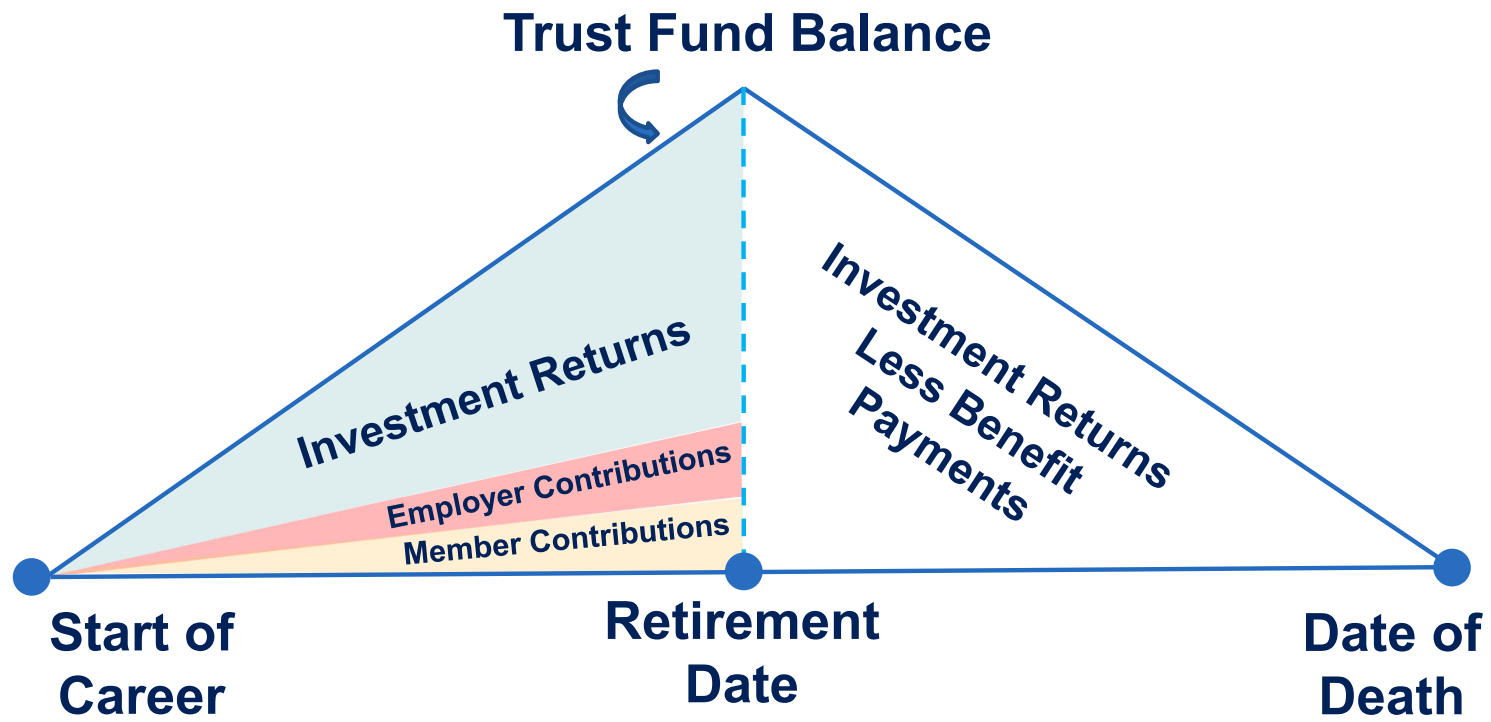 Trust Fund Balance
Investment Returns
Employer Contributions
Member Contributions
Investment Returns
Less Benefit
Payments
Start of
Career
Retirement
Date
Date of
Death